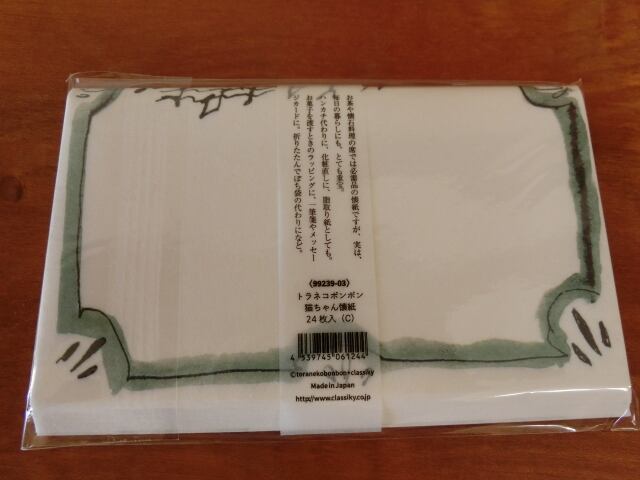 お茶や懐石料理の席では必需品の懐紙ですが、実は、
毎日の暮らしにも、とても重宝。
ハンカチ代わりに、化粧直しに、脂取り紙としても。
お菓子を渡すときのラッピングに、一筆箋やメッセー
ジカードに。折りたたんでぽち袋の代わりになど。
〈99239-03〉
トラネコボンボン
猫ちゃん懐紙
24枚入（C）
4 539745 061244
©toranekobonbon+classiky
Made in Japan
http://www.classiky.co.jp